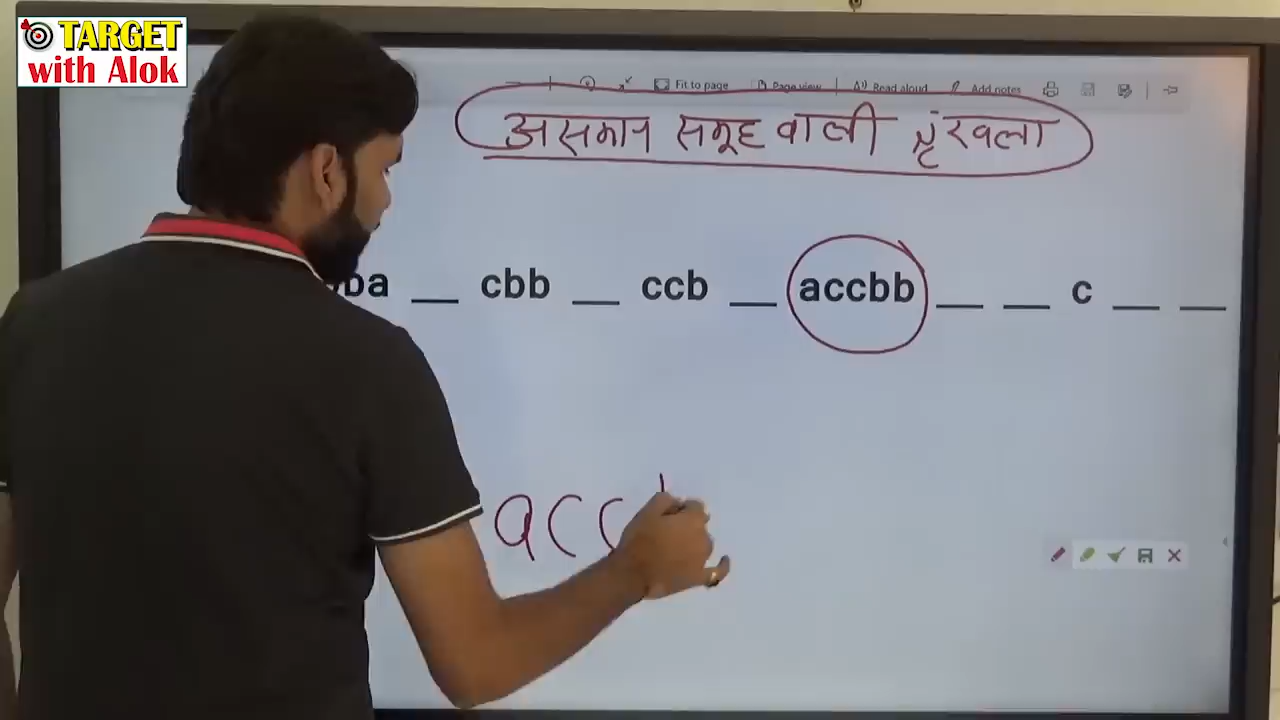 TARGET
with Alok
Fit to page Page view Read aloud Add notes
असमान समूह वाली श्रृंखला
ba __ cbb __ ccb __ accbb __ __ c __ __
acc